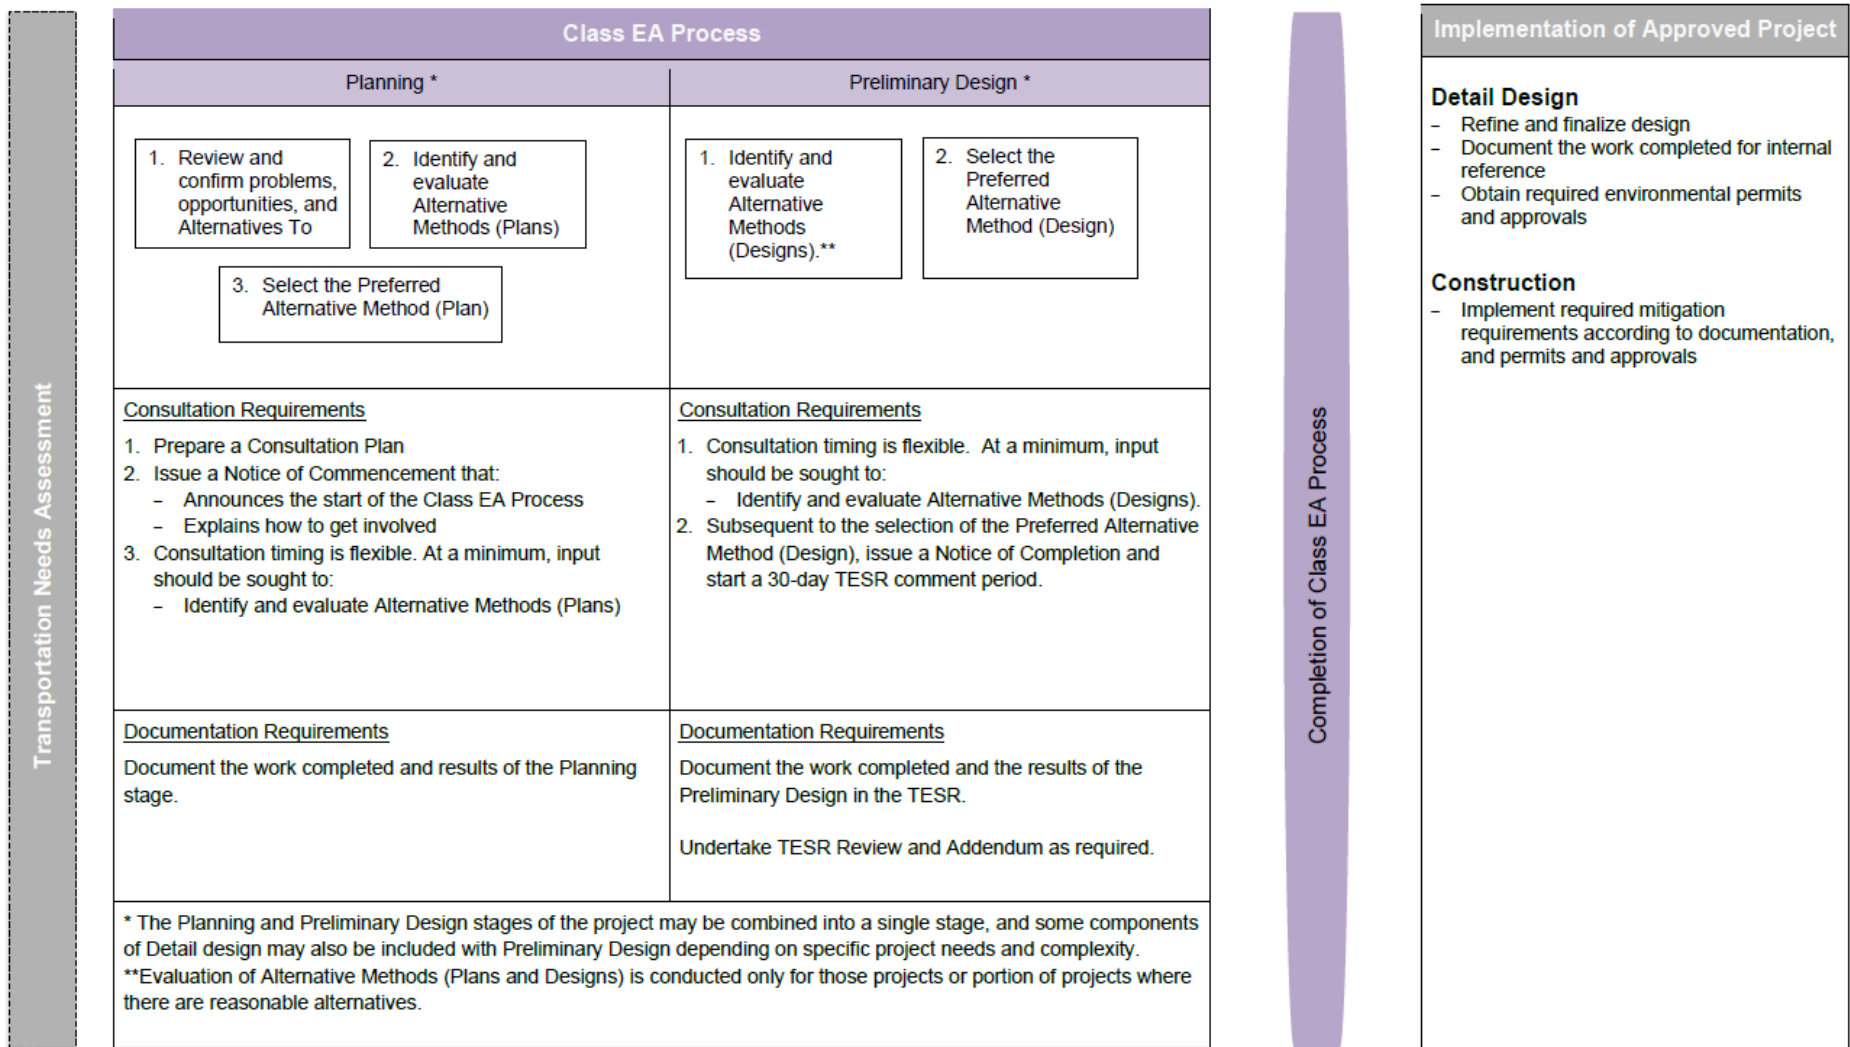 Transportation Needs Assessment
Class EA Process
Planning *
1. Review and
confirm problems,
opportunities, and
Alternatives To
2. Identify and
evaluate
Alternative
Methods (Plans)
3. Select the Preferred
Alternative Method (Plan)
Consultation Requirements
1. Prepare a Consultation Plan
2. Issue a Notice of Commencement that:
– Announces the start of the Class EA Process
– Explains how to get involved
3. Consultation timing is flexible. At a minimum, input
should be sought to:
– Identify and evaluate Alternative Methods (Plans)
Documentation Requirements
Document the work completed and results of the Planning
stage.
Preliminary Design *
1. Identify and
evaluate
Alternative
Methods
(Designs).**
2. Select the
Preferred
Alternative
Method (Design)
Consultation Requirements
1. Consultation timing is flexible. At a minimum, input
should be sought to:
– Identify and evaluate Alternative Methods (Designs).
2. Subsequent to the selection of the Preferred Alternative
Method (Design), issue a Notice of Completion and
start a 30-day TESR comment period.
Documentation Requirements
Document the work completed and the results of the
Preliminary Design in the TESR.
Undertake TESR Review and Addendum as required.
* The Planning and Preliminary Design stages of the project may be combined into a single stage, and some components
of Detail design may also be included with Preliminary Design depending on specific project needs and complexity.
**Evaluation of Alternative Methods (Plans and Designs) is conducted only for those projects or portion of projects where
there are reasonable alternatives.
Completion of Class EA Process
Implementation of Approved Project
Detail Design
– Refine and finalize design
– Document the work completed for internal
reference
– Obtain required environmental permits
and approvals
Construction
– Implement required mitigation
requirements according to documentation,
and permits and approvals